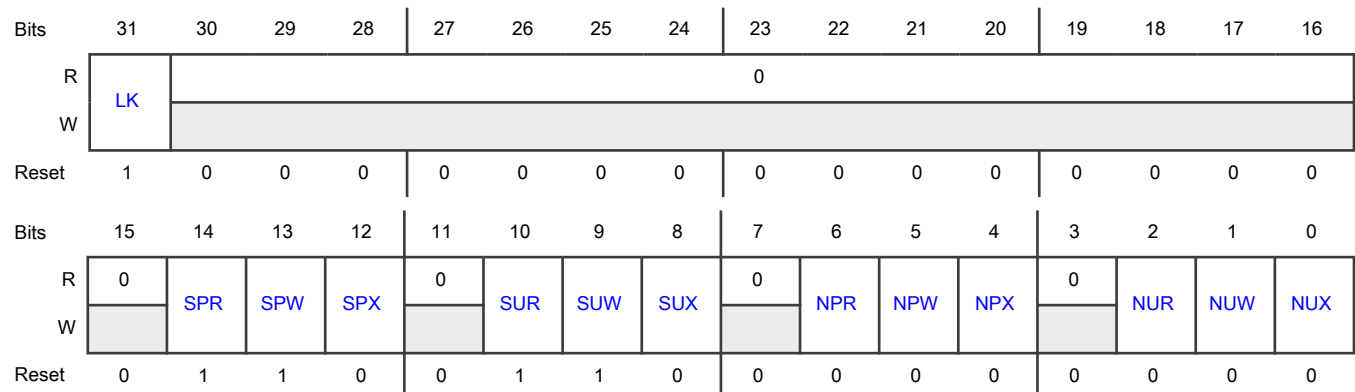 Bits 31 30 29 28 27 26 25 24 23 22 21 20 19 18 17 16
R LK 0
W
Reset 1 0 0 0 0 0 0 0 0 0 0 0 0 0 0 0
Bits 15 14 13 12 11 10 9 8 7 6 5 4 3 2 1 0
R 0 SPR SPW SPX 0 SUR SUW SUX 0 NPR NPW NPX 0 NUR NUW NUX
W
Reset 0 1 1 0 0 1 1 0 0 0 0 0 0 0 0 0